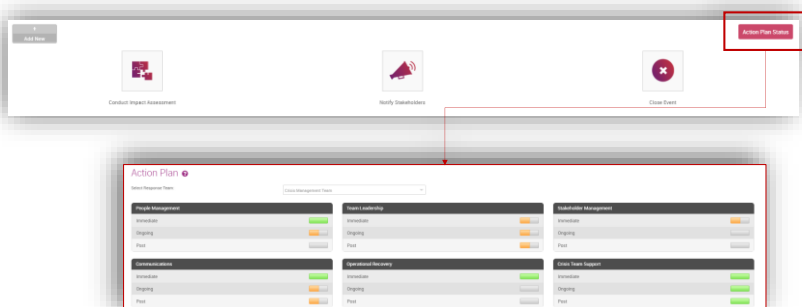 Add New
Action Plan Status
Conduct Impact Assessment
Notify Stakeholders
Close Event
Action Plan
Select Response Team
Crisis Management Team
People Management
Team Leadership
Stakeholder Management
Immediate
Immediate
Immediate
Ongoing
Ongoing
Ongoing
Post
Post
Post
Communications
Operational Recovery
Crisis Team Support
Immediate
Immediate
Immediate
Ongoing
Ongoing
Ongoing
Post
Post
Post